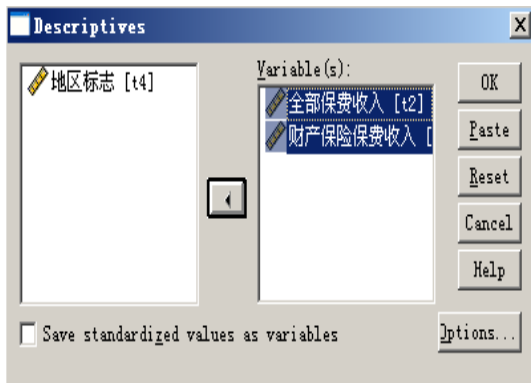 Descriptives
地区标志 [t4]
Variable(s):
全部保费收入 [t2]
财产保险保费收入 [
OK
Paste
Reset
Cancel
Help
Save standardized values as variables
Options...